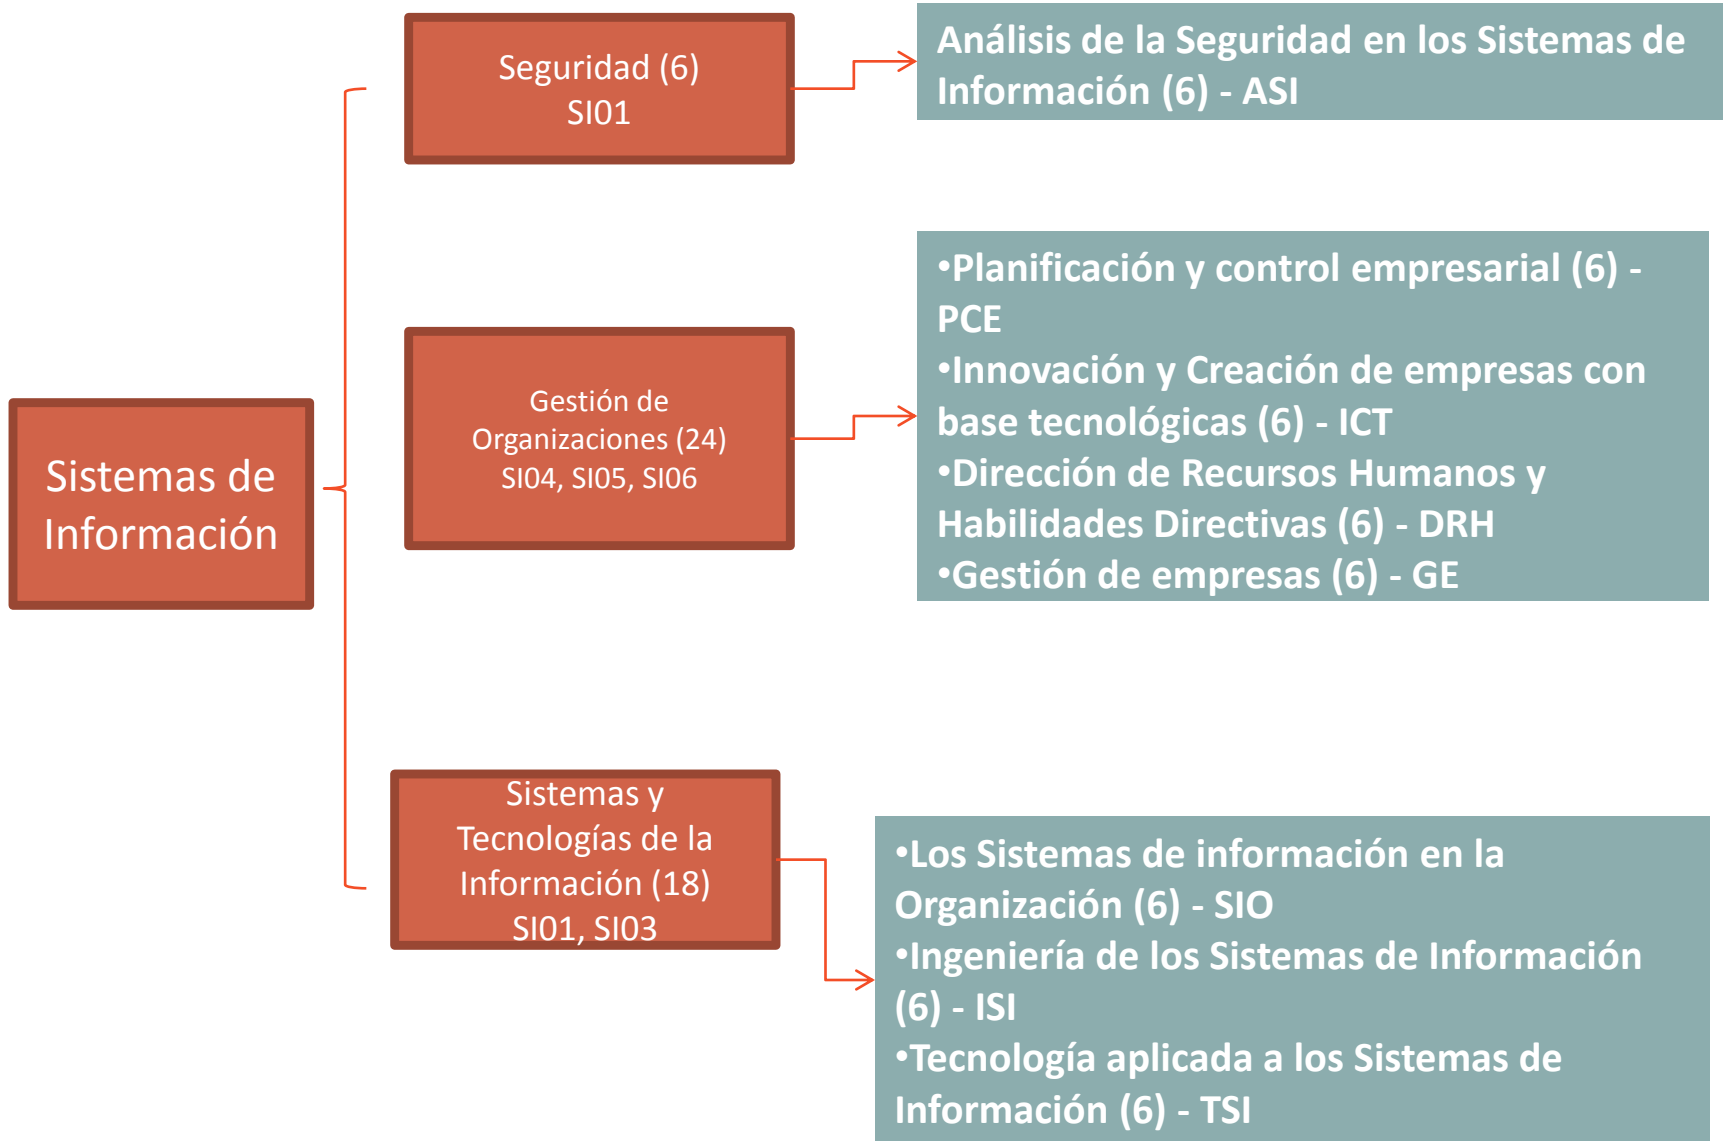 Sistemas de
Información
Seguridad (6)
SI01
Análisis de la Seguridad en los Sistemas de
Información (6) - ASI
Gestión de
Organizaciones (24)
SI04, SI05, SI06
•Planificación y control empresarial (6) -
PCE
•Innovación y Creación de empresas con
base tecnológicas (6) - ICT
•Dirección de Recursos Humanos y
Habilidades Directivas (6) - DRH
•Gestión de empresas (6) - GE
Sistemas y
Tecnologías de la
Información (18)
SI01, SI03
•Los Sistemas de información en la
Organización (6) - SIO
•Ingeniería de los Sistemas de Información
(6) - ISI
•Tecnología aplicada a los Sistemas de
Información (6) - TSI